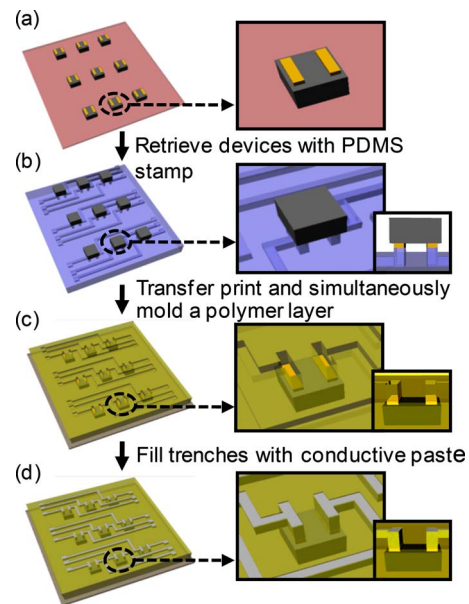 (a)
Retrieve devices with PDMS
stamp
(b)
Transfer print and simultaneously
mold a polymer layer
(c)
Fill trenches with conductive paste
(d)